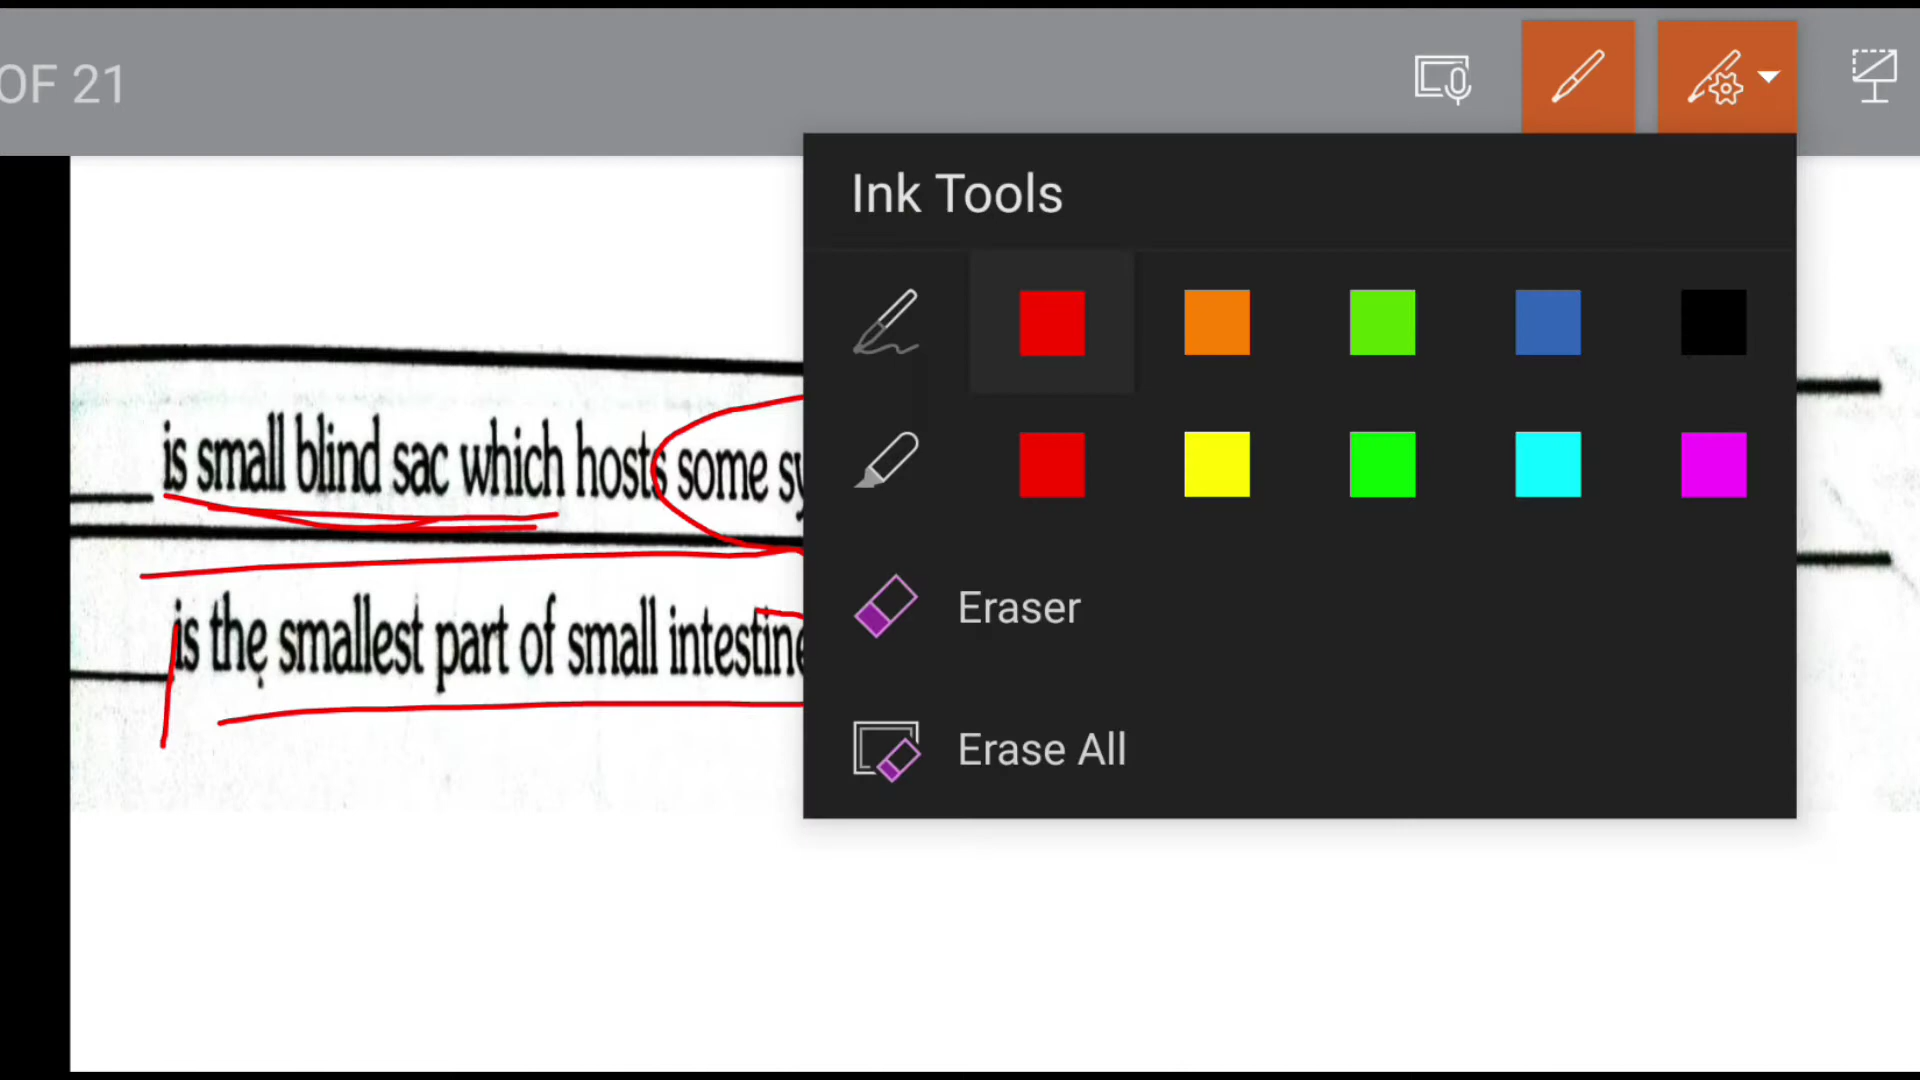 OF 21
Ink Tools
is small blind sac which hosts some
is the smallest part of small intestine
Eraser
Erase All